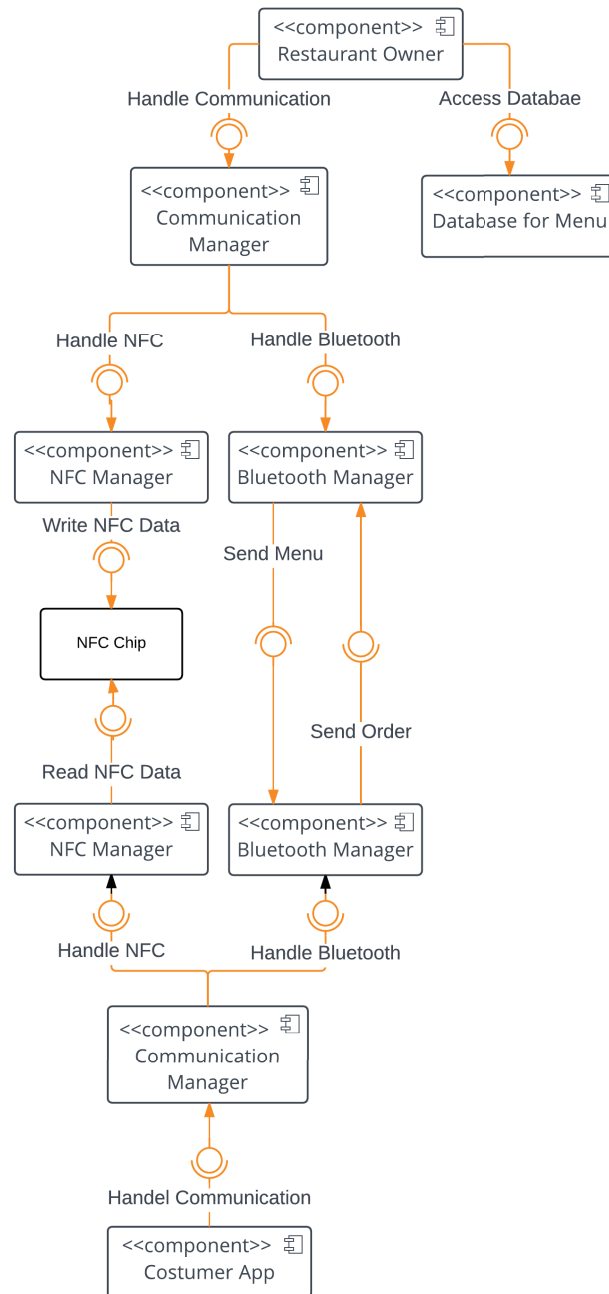 <<component>>
Restaurant Owner
Handle Communication
Access Databae
<<component>>
Communication
Manager
<<component>>
Database for Menu
Handle NFC
Handle Bluetooth
<<component>>
NFC Manager
<<component>>
Bluetooth Manager
Write NFC Data
Send Menu
NFC Chip
Send Order
Read NFC Data
<<component>>
NFC Manager
<<component>>
Bluetooth Manager
Handle NFC
Handle Bluetooth
<<component>>
Communication
Manager
Handel Communication
<<component>>
Costumer App